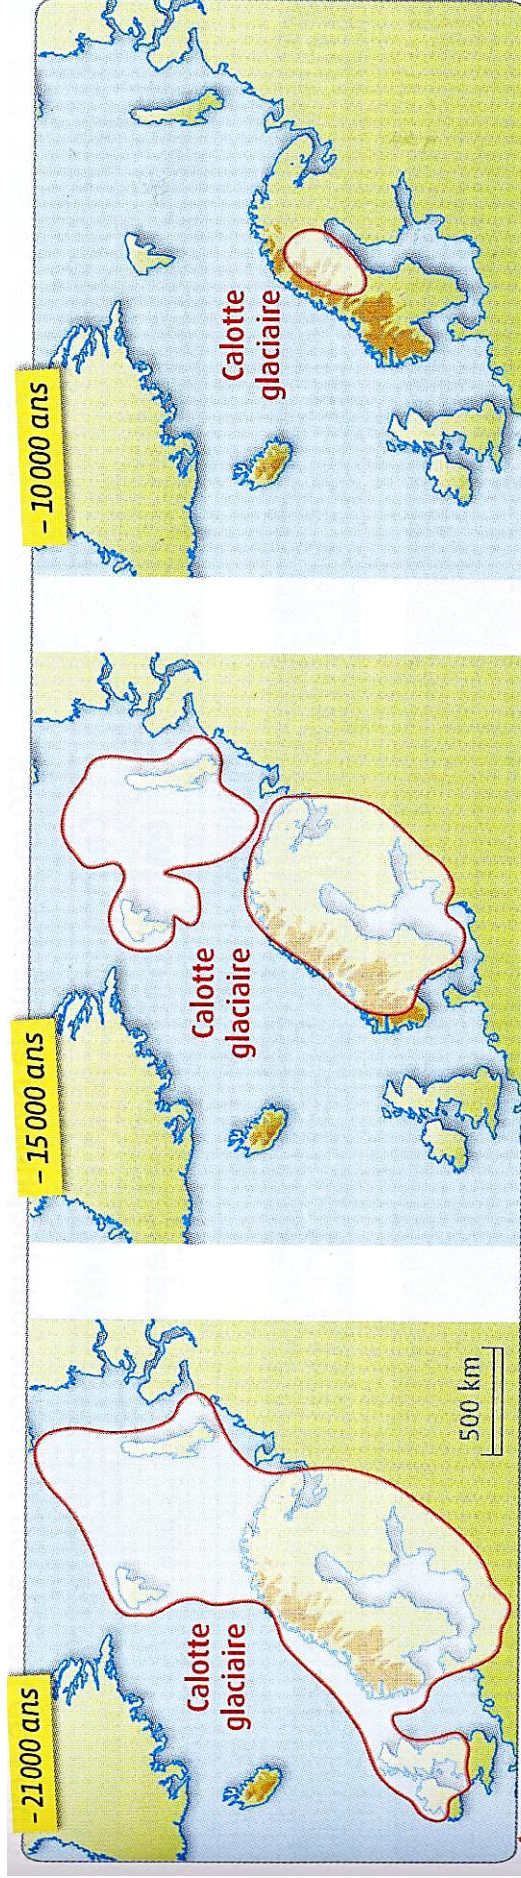 - 21 000 ans
Calotte
glaciaire
500 km
- 15 000 ans
Calotte
glaciaire
- 10 000 ans
Calotte
glaciaire